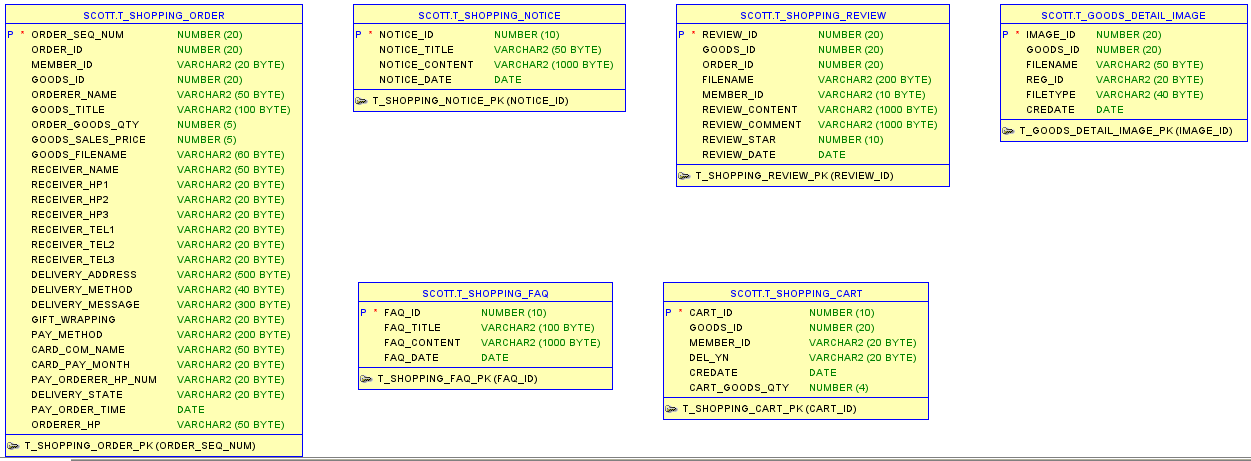 SCOTT.T_SHOPPING_ORDER
P * ORDER_SEQ_NUM NUMBER (20)
ORDER_ID NUMBER (20)
MEMBER_ID VARCHAR2 (20 BYTE)
GOODS_ID NUMBER (20)
ORDERER_NAME VARCHAR2 (50 BYTE)
GOODS_TITLE VARCHAR2 (100 BYTE)
ORDER_GOODS_QTY NUMBER (5)
GOODS_SALES_PRICE NUMBER (5)
GOODS_FILENAME VARCHAR2 (60 BYTE)
RECEIVER_NAME VARCHAR2 (50 BYTE)
RECEIVER_HP1 VARCHAR2 (20 BYTE)
RECEIVER_HP2 VARCHAR2 (20 BYTE)
RECEIVER_HP3 VARCHAR2 (20 BYTE)
RECEIVER_TEL1 VARCHAR2 (20 BYTE)
RECEIVER_TEL2 VARCHAR2 (20 BYTE)
RECEIVER_TEL3 VARCHAR2 (20 BYTE)
DELIVERY_ADDRESS VARCHAR2 (500 BYTE)
DELIVERY_METHOD VARCHAR2 (40 BYTE)
DELIVERY_MESSAGE VARCHAR2 (300 BYTE)
GIFT_WRAPPING VARCHAR2 (20 BYTE)
PAY_METHOD VARCHAR2 (200 BYTE)
CARD_COM_NAME VARCHAR2 (50 BYTE)
CARD_PAY_MONTH VARCHAR2 (20 BYTE)
PAY_ORDERER_HP_NUM VARCHAR2 (20 BYTE)
DELIVERY_STATE VARCHAR2 (20 BYTE)
PAY_ORDER_TIME DATE
ORDERER_HP VARCHAR2 (50 BYTE)
T_SHOPPING_ORDER_PK (ORDER_SEQ_NUM)
SCOTT.T_SHOPPING_NOTICE
P * NOTICE_ID NUMBER (10)
NOTICE_TITLE VARCHAR2 (50 BYTE)
NOTICE_CONTENT VARCHAR2 (1000 BYTE)
NOTICE_DATE DATE
T_SHOPPING_NOTICE_PK (NOTICE_ID)
SCOTT.T_SHOPPING_REVIEW
P * REVIEW_ID NUMBER (20)
GOODS_ID NUMBER (20)
ORDER_ID NUMBER (20)
FILENAME VARCHAR2 (200 BYTE)
MEMBER_ID VARCHAR2 (10 BYTE)
REVIEW_CONTENT VARCHAR2 (1000 BYTE)
REVIEW_COMMENT VARCHAR2 (1000 BYTE)
REVIEW_STAR NUMBER (10)
REVIEW_DATE DATE
T_SHOPPING_REVIEW_PK (REVIEW_ID)
SCOTT.T_GOODS_DETAIL_IMAGE
P * IMAGE_ID NUMBER (20)
GOODS_ID NUMBER (20)
FILENAME VARCHAR2 (50 BYTE)
REG_ID VARCHAR2 (20 BYTE)
FILETYPE VARCHAR2 (40 BYTE)
CREDATE DATE
T_GOODS_DETAIL_IMAGE_PK (IMAGE_ID)
SCOTT.T_SHOPPING_FAQ
P * FAQ_ID NUMBER (10)
FAQ_TITLE VARCHAR2 (100 BYTE)
FAQ_CONTENT VARCHAR2 (1000 BYTE)
FAQ_DATE DATE
T_SHOPPING_FAQ_PK (FAQ_ID)
SCOTT.T_SHOPPING_CART
P * CART_ID NUMBER (10)
GOODS_ID NUMBER (20)
MEMBER_ID VARCHAR2 (20 BYTE)
DEL_YN VARCHAR2 (20 BYTE)
CREDATE DATE
CART_GOODS_QTY NUMBER (4)
T_SHOPPING_CART_PK (CART_ID)